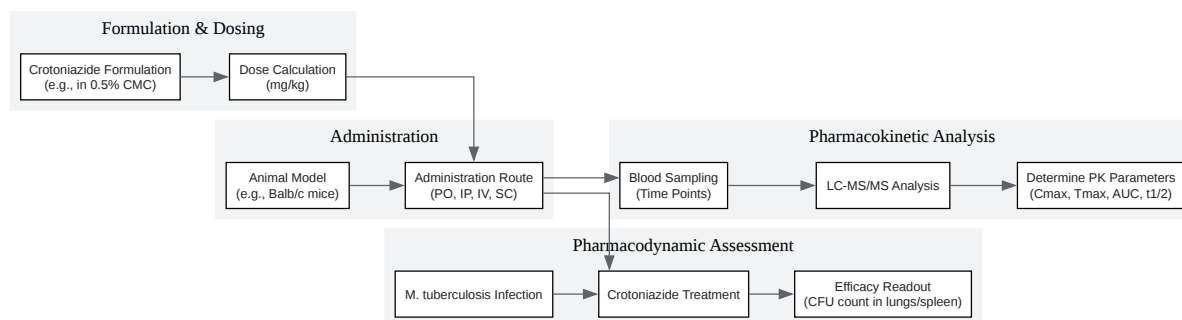 Formulation & Dosing
Crotoniazide Formulation
(e.g., in 0.5% CMC)
Dose Calculation
(mg/kg)
Administration
Animal Model
(e.g., Balb/c mice)
Administration Route
(PO, IP, IV, SC)
Pharmacokinetic Analysis
Blood Sampling
(Time Points)
LC-MS/MS Analysis
Determine PK Parameters
(Cmax, Tmax, AUC, t1/2)
Pharmacodynamic Assessment
M. tuberculosis Infection
Crotoniazide Treatment
Efficacy Readout
(CFU count in lungs/spleen)